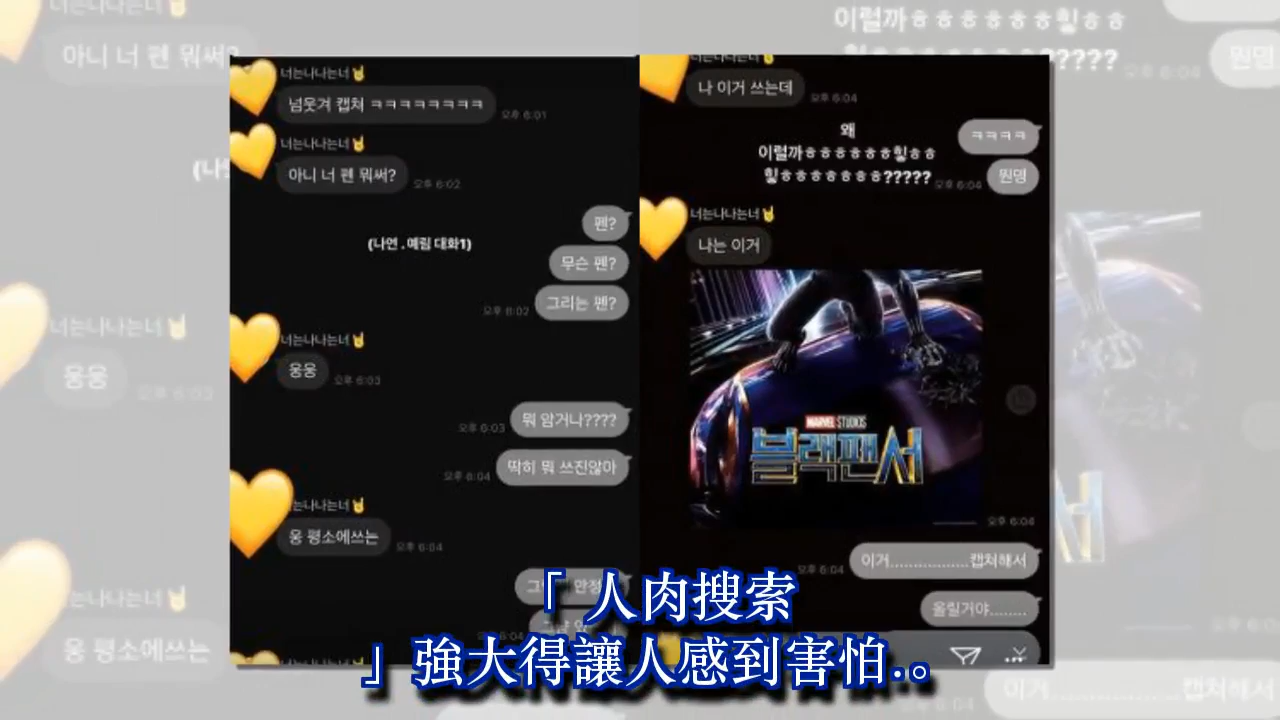 너는나나는너🤘
넘웃겨 캡쳐 ㅋㅋㅋㅋㅋㅋㅋㅋ
오후 6:01
너는나나는너🤘
아니 너 펜 뭐써?
오후 6:02
펜?
(나연 . 예림 대화1)
무슨 펜?
그리는 펜?
오후 6:02
너는나나는너🤘
웅웅
오후 6:03
뭐 암거나????
오후 6:03
딱히 뭐 쓰진않아
오후 6:04
너는나나는너🤘
웅 평소에쓰는
오후 6:04
너는나나는너🤘
나 이거 쓰는데
오후 6:04
왜
ㅋㅋㅋㅋ
이럴까ㅎㅎㅎㅎㅎㅎ힣ㅎㅎ
힣ㅎㅎㅎㅎㅎㅎㅎ?????
오후 6:04
뭔뎅
너는나나는너🤘
나는 이거
MARVEL STUDIOS
블랙팬서
오후 6:04
이거..................캡쳐해서
오후 6:04
올릴거야........
「 人肉搜索
」強大得讓人感到害怕.。